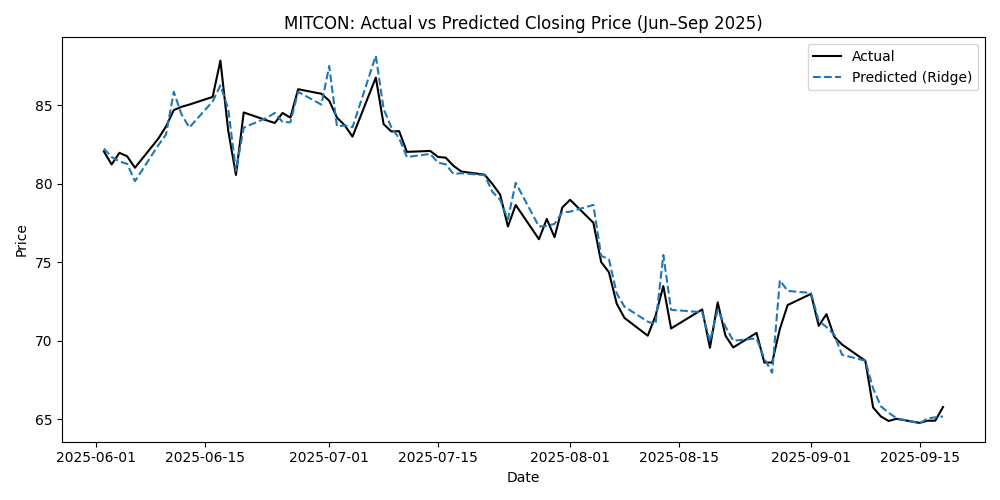 MITCON: Actual vs Predicted Closing Price (Jun–Sep 2025)
Actual
Predicted (Ridge)
Price
85
80
75
70
65
2025-06-01 2025-06-15 2025-07-01 2025-07-15 2025-08-01 2025-08-15 2025-09-01 2025-09-15
Date